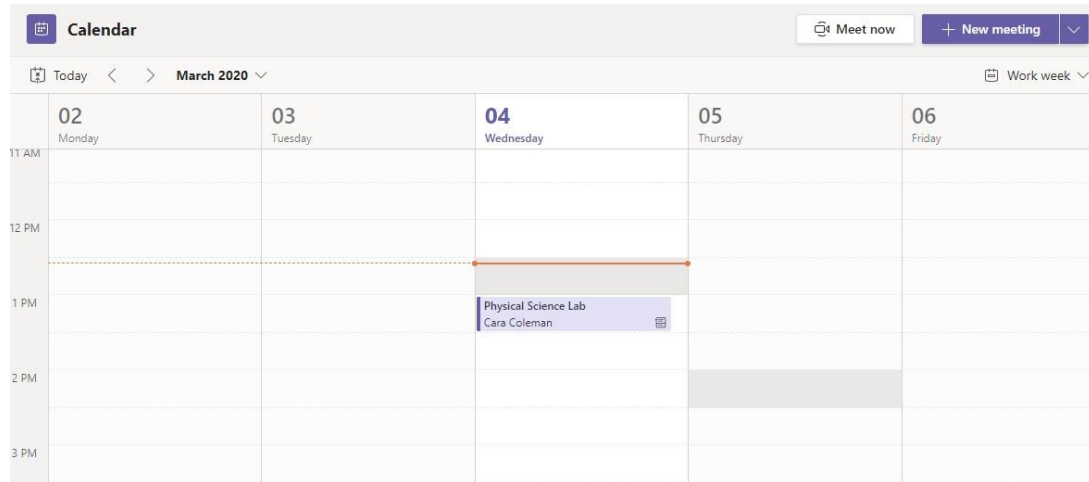 Calendar
Meet now
+ New meeting
Today
March 2020
Work week
02
03
04
05
06
Monday
Tuesday
Wednesday
Thursday
Friday
11 AM
12 PM
1 PM
Physical Science Lab
Cara Coleman
2 PM
3 PM